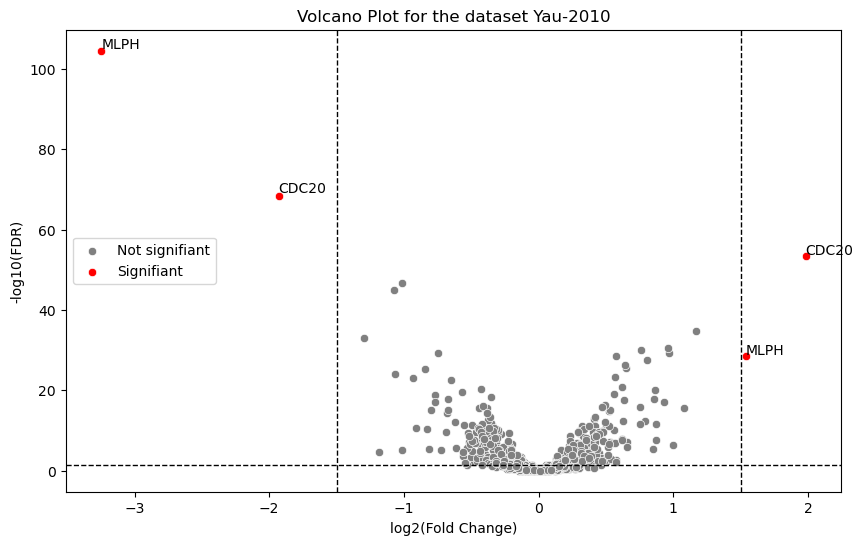 Volcano Plot for the dataset Yau-2010
MLPH
CDC20
CDC20
MLPH
Not signifiant
Signifiant
-log10(FDR)
100
80
60
40
20
0
−3
−2
−1
0
1
2
log2(Fold Change)